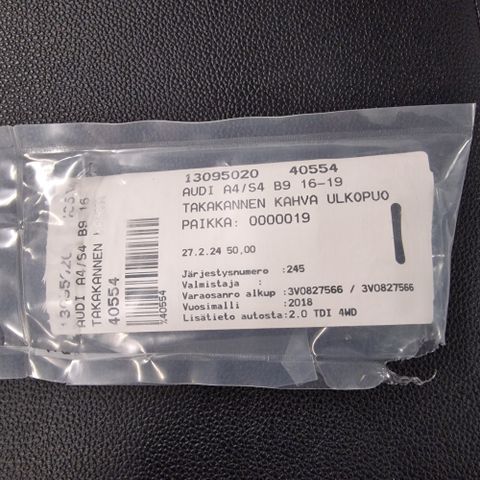 13095020 40554
AUDI A4/S4 B9 16-19
TAKAKANNEN KAHVA ULKOPUO
PAIKKA: 0000019
27.2.24 50,00
Järjestysnumero :245
Valmistaja :
Varaosanro alkup :3V0827566 / 3V0827566
Vuosimalli :2018
Lisätieto autosta:2.0 TDI 4WD
13095020
AUDI A4/S4 B9 16
TAKAKANNEN
40554
%40554